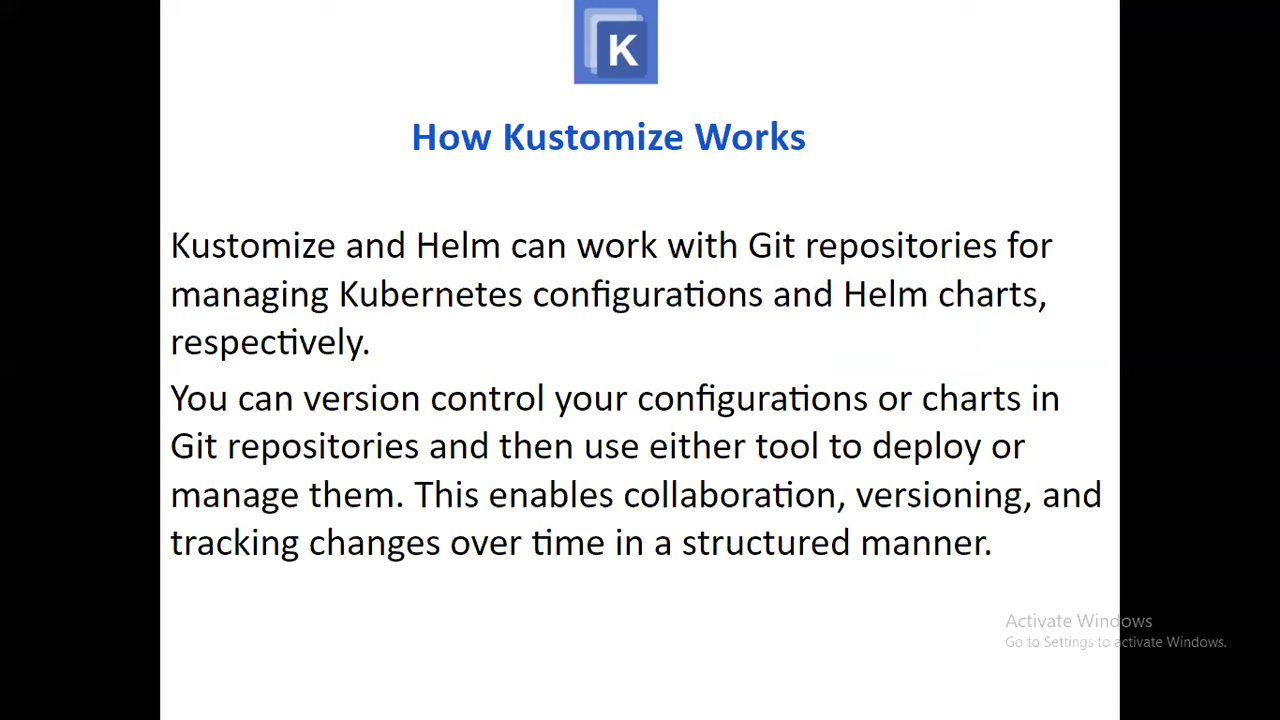 K
How Kustomize Works
Kustomize and Helm can work with Git repositories for
managing Kubernetes configurations and Helm charts,
respectively.
You can version control your configurations or charts in
Git repositories and then use either tool to deploy or
manage them. This enables collaboration, versioning, and
tracking changes over time in a structured manner.
Activate Windows
Go to Settings to activate Windows.